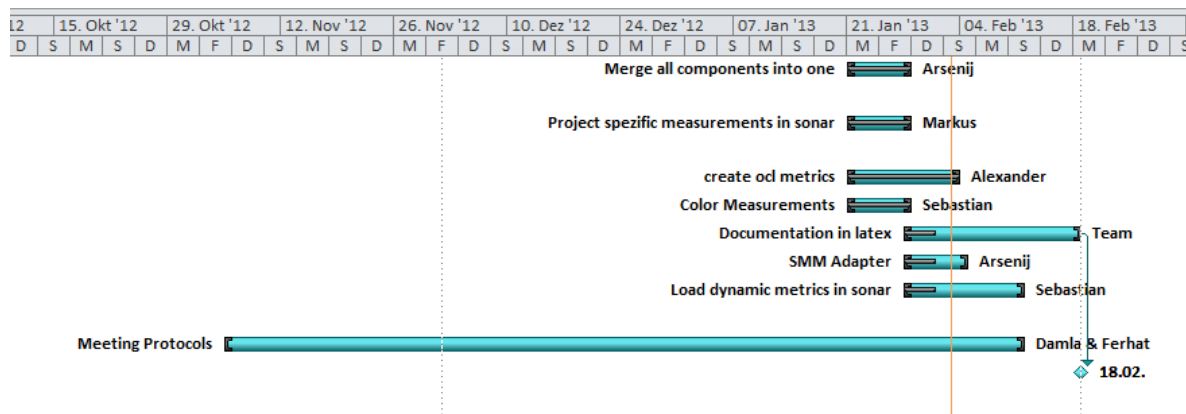 12 15. Okt '12 29. Okt '12 12. Nov '12 26. Nov '12 10. Dez '12 24. Dez '12 07. Jan '13 21. Jan '13 04. Feb '13 18. Feb '13
D S M S D M F D S M S D M F D S M S D M F D S M S D M F D S M S D M F D S
Merge all components into one Arsenij
Project spezific measurements in sonar Markus
create ocl metrics Alexander
Color Measurements Sebastian
Documentation in latex Team
SMM Adapter Arsenij
Load dynamic metrics in sonar Sebastian
Meeting Protocols Damla & Ferhat
18.02.